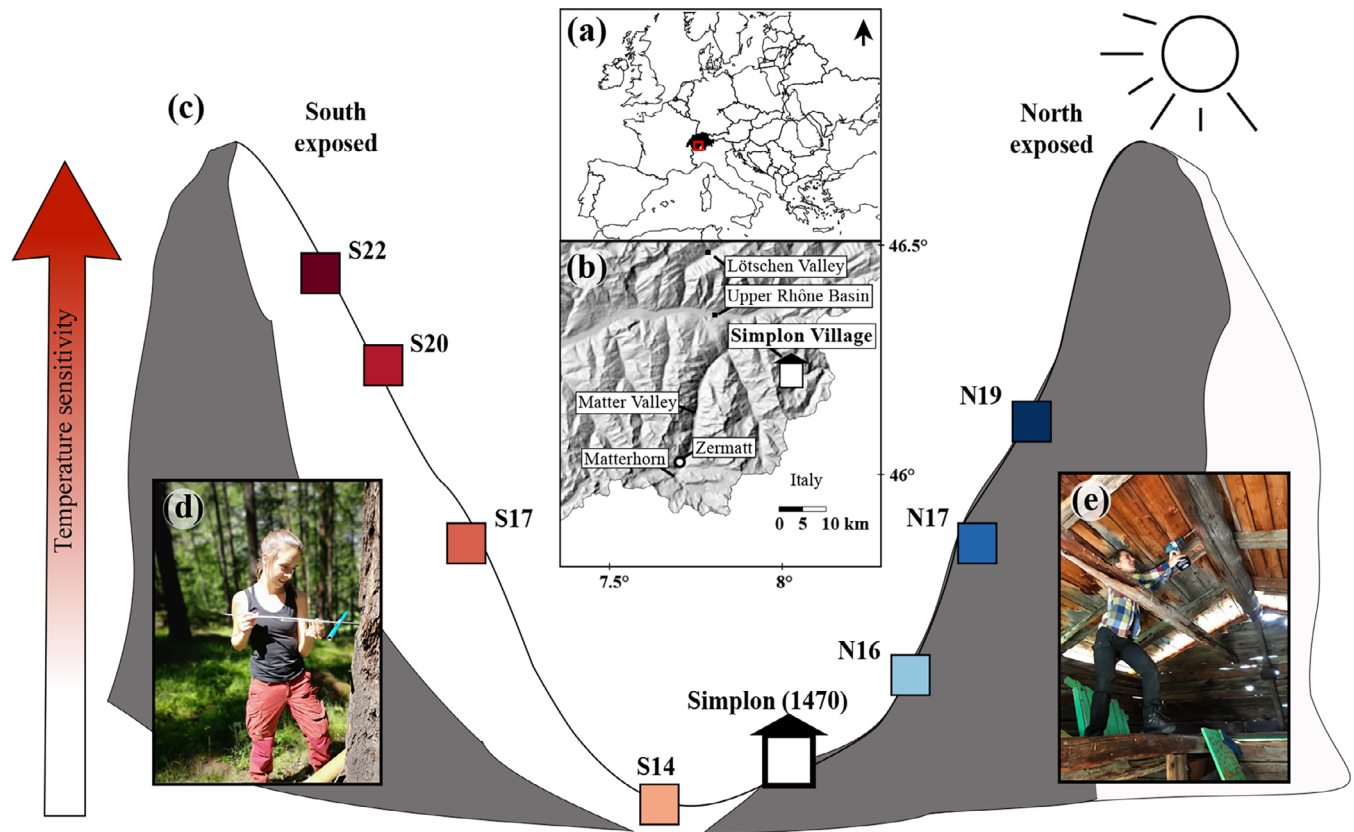 (a)
(c)
South
exposed
North
exposed
S22
S20
S17
S14
Temperature sensitivity
(b)
46.5°
Lötschen Valley
Upper Rhône Basin
Simplon Village
Matter Valley
Zermatt
Matterhorn
46°
Italy
0 5 10 km
7.5°
8°
N19
N17
N16
Simplon (1470)
(d)
(e)